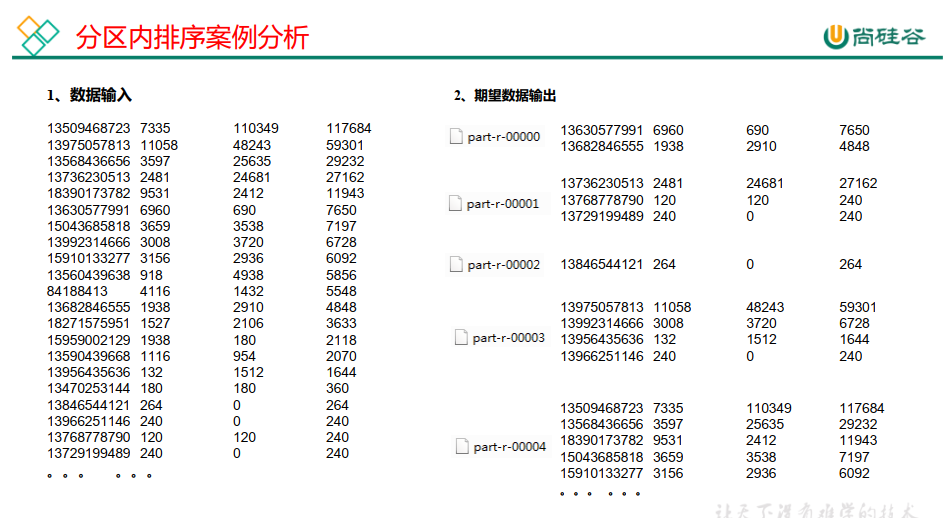 分区内排序案例分析
尚硅谷
1、数据输入
13509468723 7335 110349 117684
13975057813 11058 48243 59301
13568436656 3597 25635 29232
13736230513 2481 24681 27162
18390173782 9531 2412 11943
13630577991 6960 690 7650
15043685818 3659 3538 7197
13992314666 3008 3720 6728
15910133277 3156 2936 6092
13560439638 918 4938 5856
84188413 4116 1432 5548
13682846555 1938 2910 4848
18271575951 1527 2106 3633
15959002129 1938 180 2118
13590439668 1116 954 2070
13956435636 132 1512 1644
13470253144 180 180 360
13846544121 264 0 264
13966251146 240 0 240
13768778790 120 120 240
13729199489 240 0 240
。。。 。。。
2、期望数据输出
part-r-00000
13630577991 6960 690 7650
13682846555 1938 2910 4848
part-r-00001
13736230513 2481 24681 27162
13768778790 120 120 240
13729199489 240 0 240
part-r-00002
13846544121 264 0 264
part-r-00003
13975057813 11058 48243 59301
13992314666 3008 3720 6728
13956435636 132 1512 1644
13966251146 240 0 240
part-r-00004
13509468723 7335 110349 117684
13568436656 3597 25635 29232
18390173782 9531 2412 11943
15043685818 3659 3538 7197
15910133277 3156 2936 6092
。。。 。。。
让天下没有难学的技术